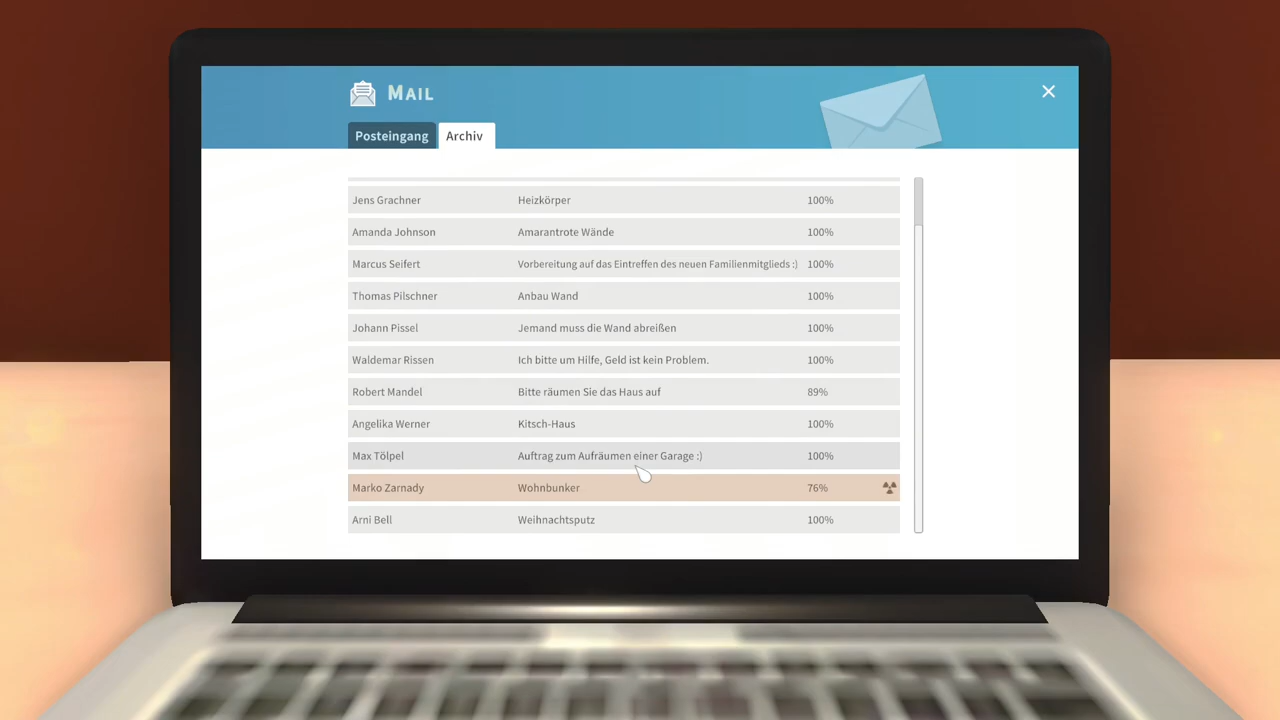 MAIL
Posteingang Archiv
Jens Grachner Heizkörper 100%
Amanda Johnson Amarantrote Wände 100%
Marcus Seifert Vorbereitung auf das Eintreffen des neuen Familienmitglieds :) 100%
Thomas Pilschner Anbau Wand 100%
Johann Pissel Jemand muss die Wand abreißen 100%
Waldemar Rissen Ich bitte um Hilfe, Geld ist kein Problem. 100%
Robert Mandel Bitte räumen Sie das Haus auf 89%
Angelika Werner Kitsch-Haus 100%
Max Tölpel Auftrag zum Aufräumen einer Garage :) 100%
Marko Zarnady Wohnbunker 76%
Arni Bell Weihnachtsputz 100%